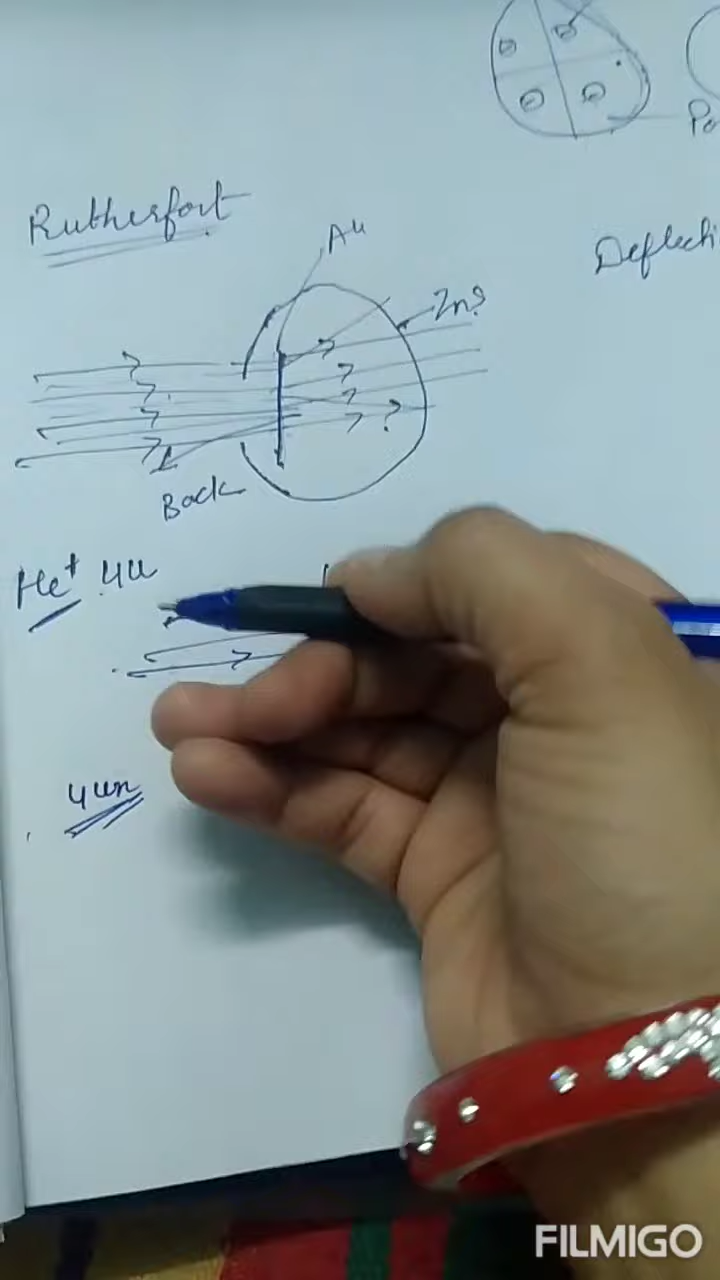 Rutherfort
Au
Deflecti
ZnS
?
Back
He+ 4u
4un
FILMIGO